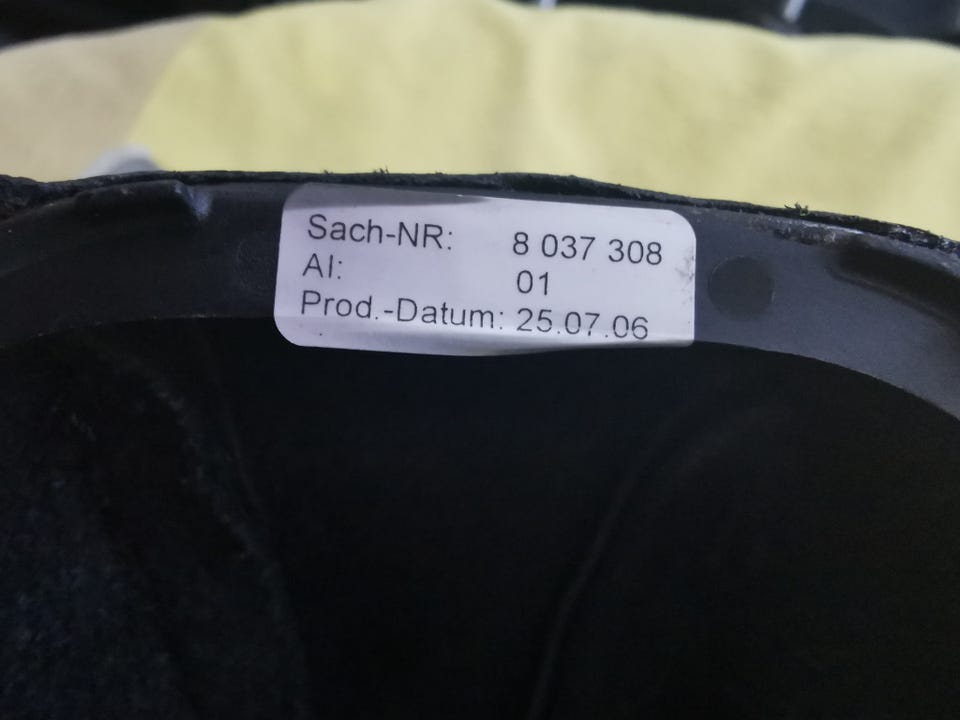 Sach-NR: 8 037 308
AI: 01
Prod.-Datum: 25.07.06